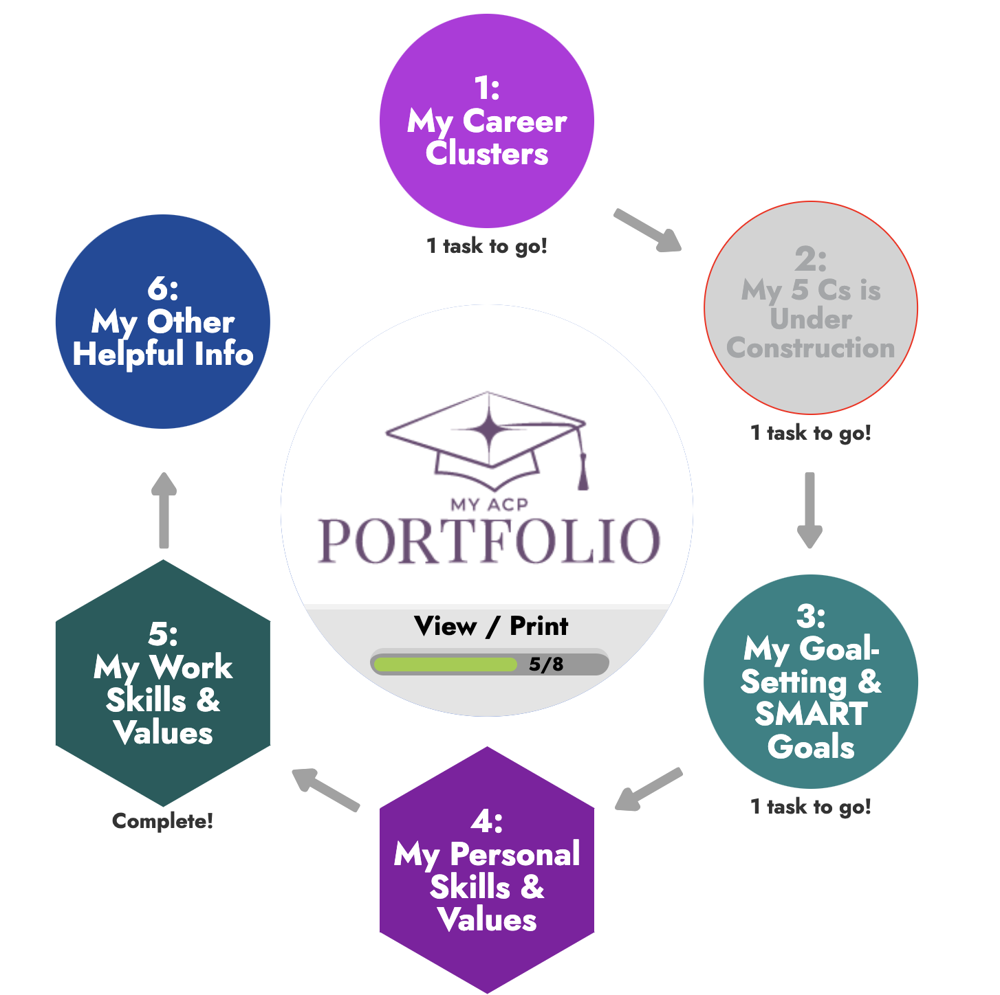 1:
My Career
Clusters
1 task to go!
2:
My 5 Cs is
Under
Construction
1 task to go!
3:
My Goal-
Setting &
SMART
Goals
1 task to go!
4:
My Personal
Skills &
Values
5:
My Work
Skills &
Values
Complete!
6:
My Other
Helpful Info
MY ACP
PORTFOLIO
View / Print
5/8